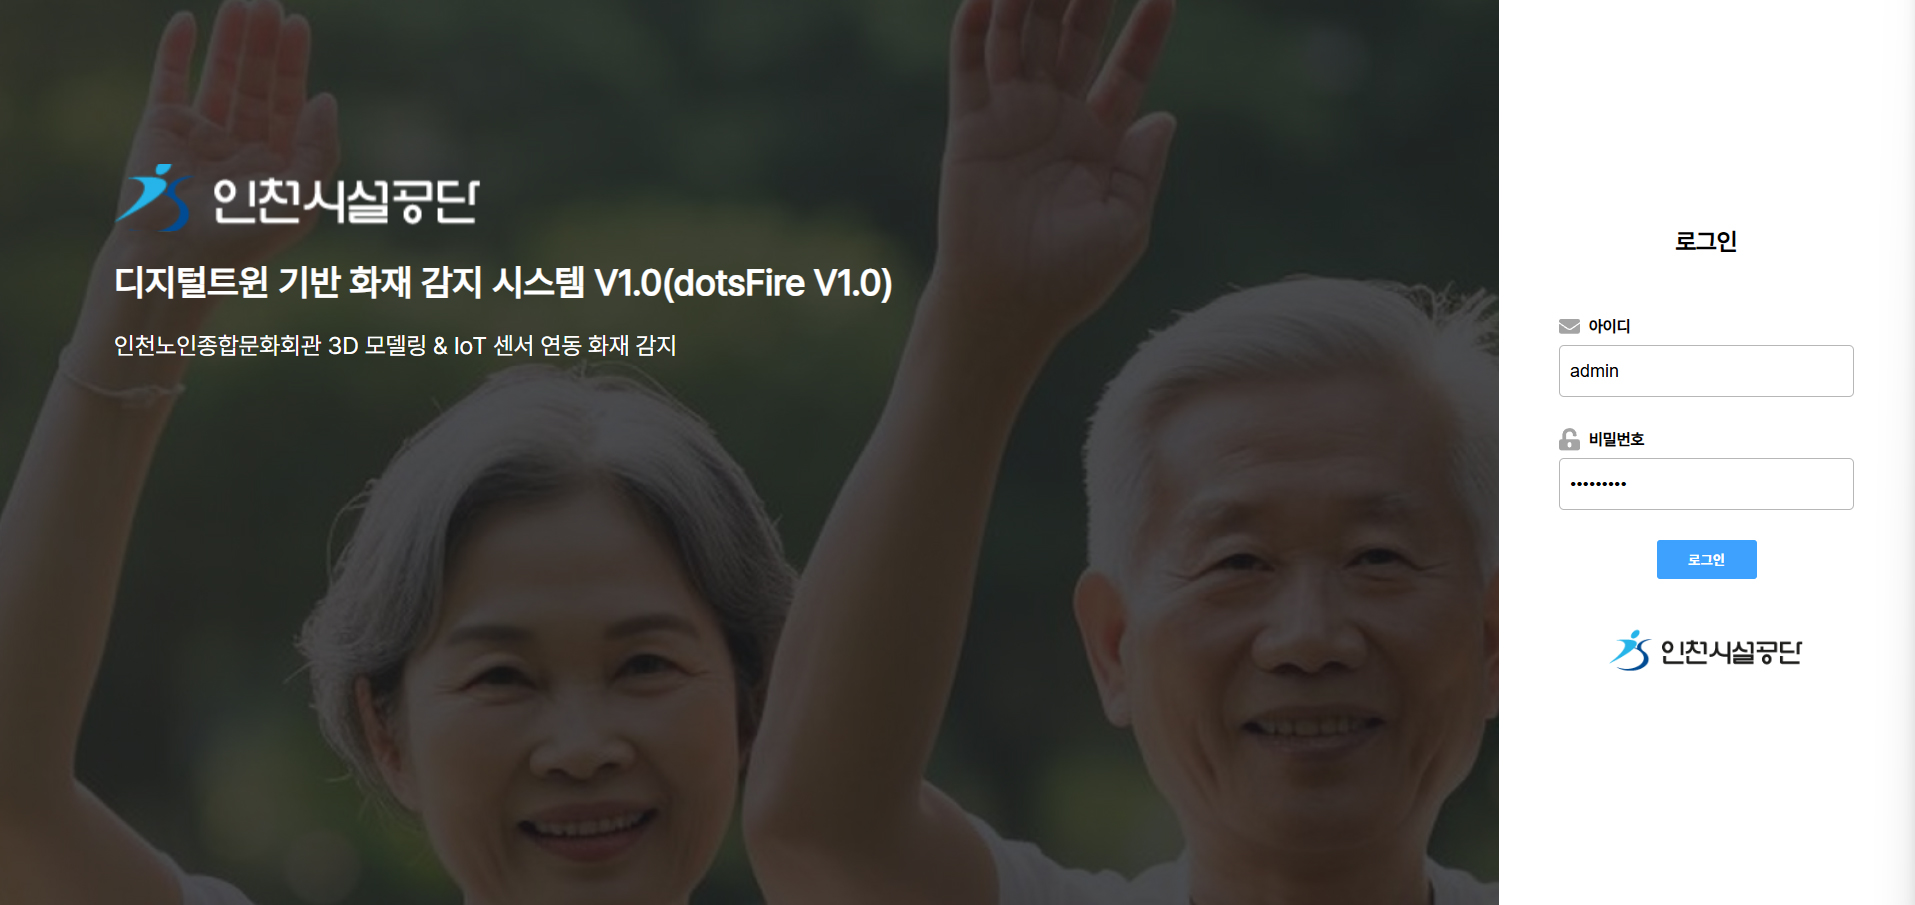 인천시설공단
디지털트윈 기반 화재 감지 시스템 V1.0(dotsFire V1.0)
인천노인종합문화회관 3D 모델링 & IoT 센서 연동 화재 감지
로그인
아이디
admin
비밀번호
•••••••••
로그인
인천시설공단